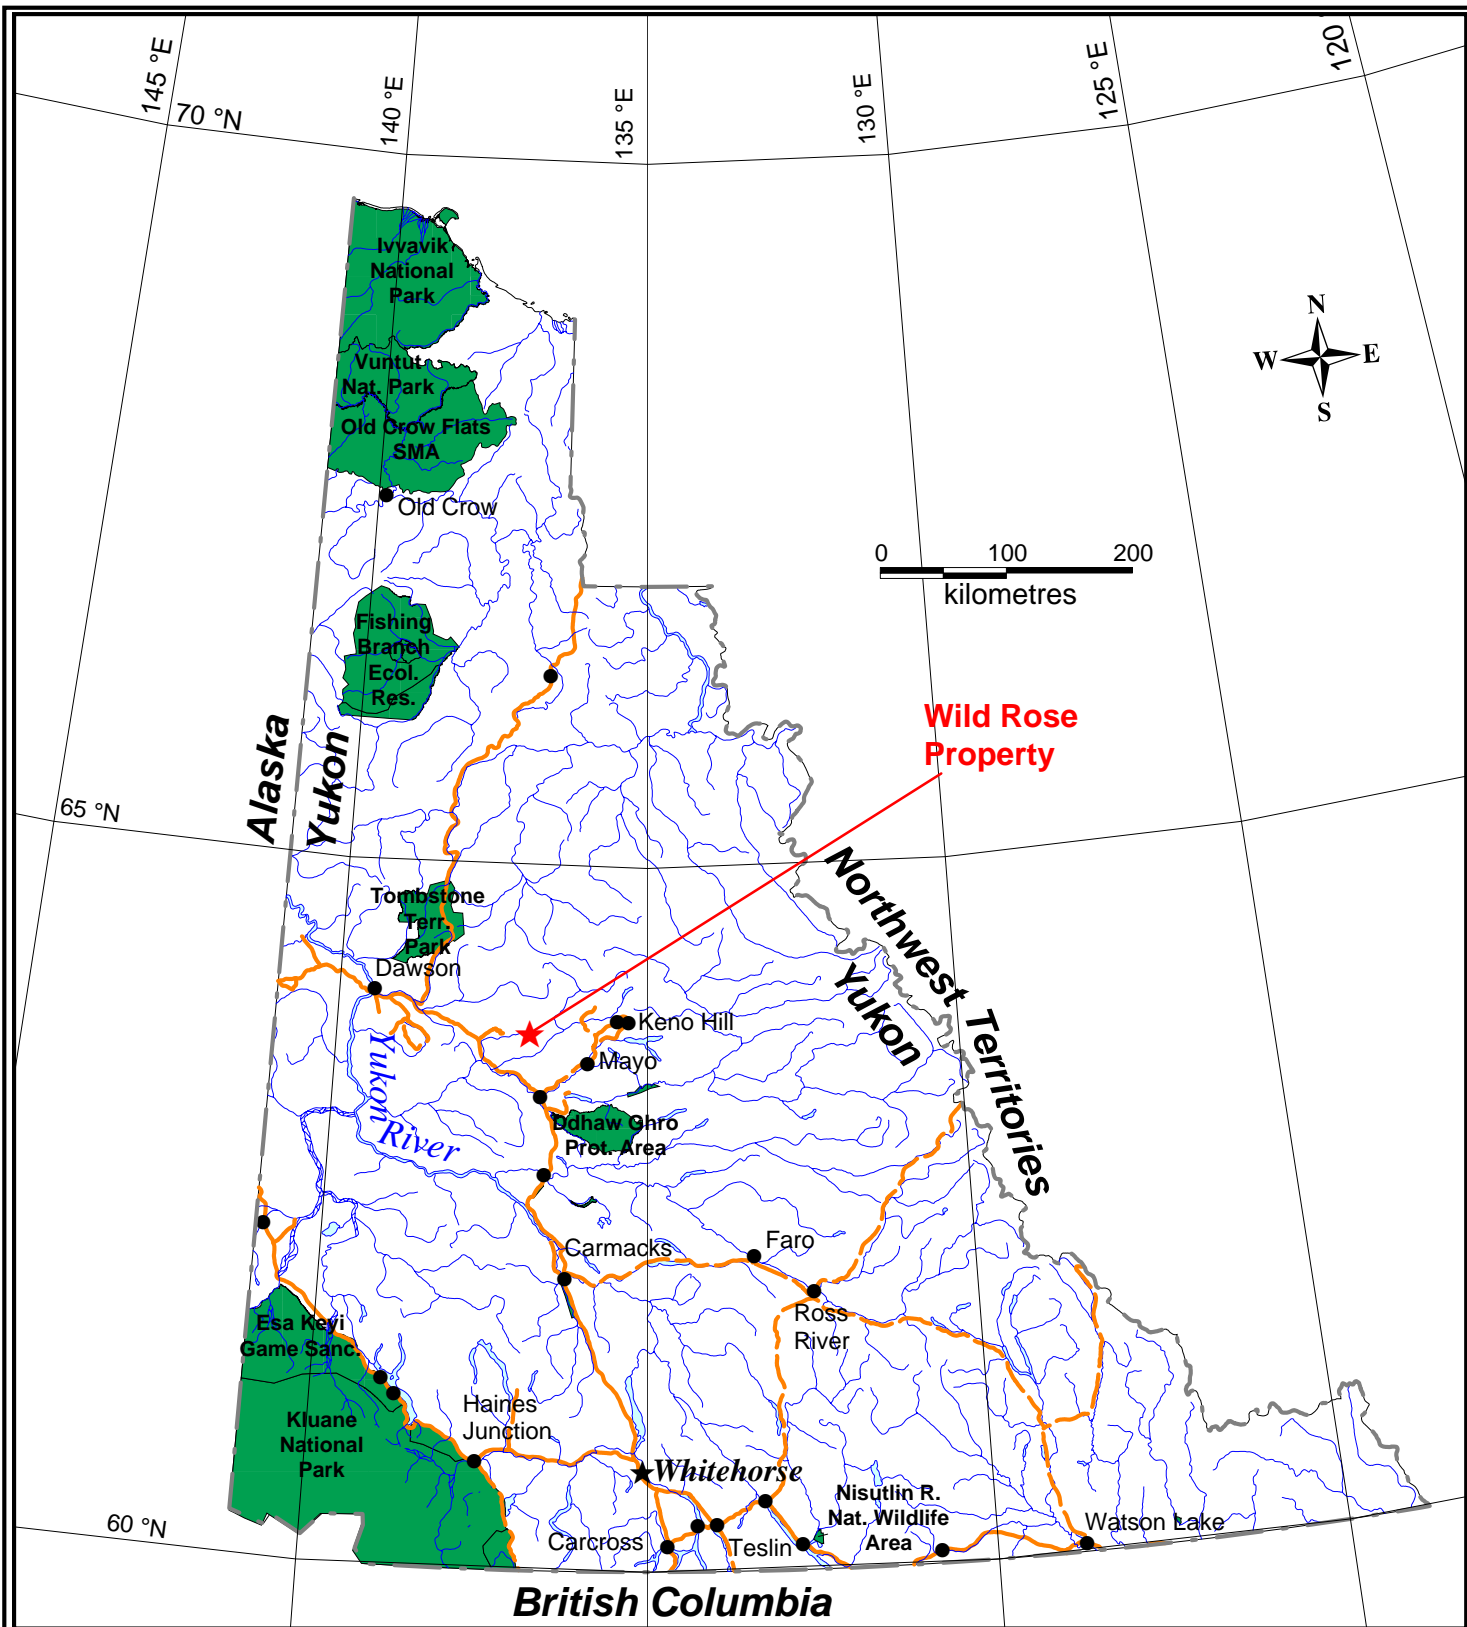 145 °E
140 °E
135 °E
130 °E
125 °E
120
70 °N
Ivvavik
National
Park
Vuntut
Nat. Park
Old Crow Flats
SMA
Old Crow
N
W
E
S
0 100 200
kilometres
Fishing
Branch
Ecol.
Res.
Alaska
Yukon
Wild Rose
Property
65 °N
Northwest Territories
Yukon
Tombstone
Terr.
Park
Dawson
Keno Hill
Mayo
Yukon
River
Ddhaw Ghro
Prot. Area
Carmacks
Faro
Ross
River
Esa Keyi
Game Sanc.
Kluane
National
Park
Haines
Junction
Whitehorse
Nisutlin R.
Nat. Wildlife
Area
Carcross
Teslin
Watson Lake
60 °N
British Columbia